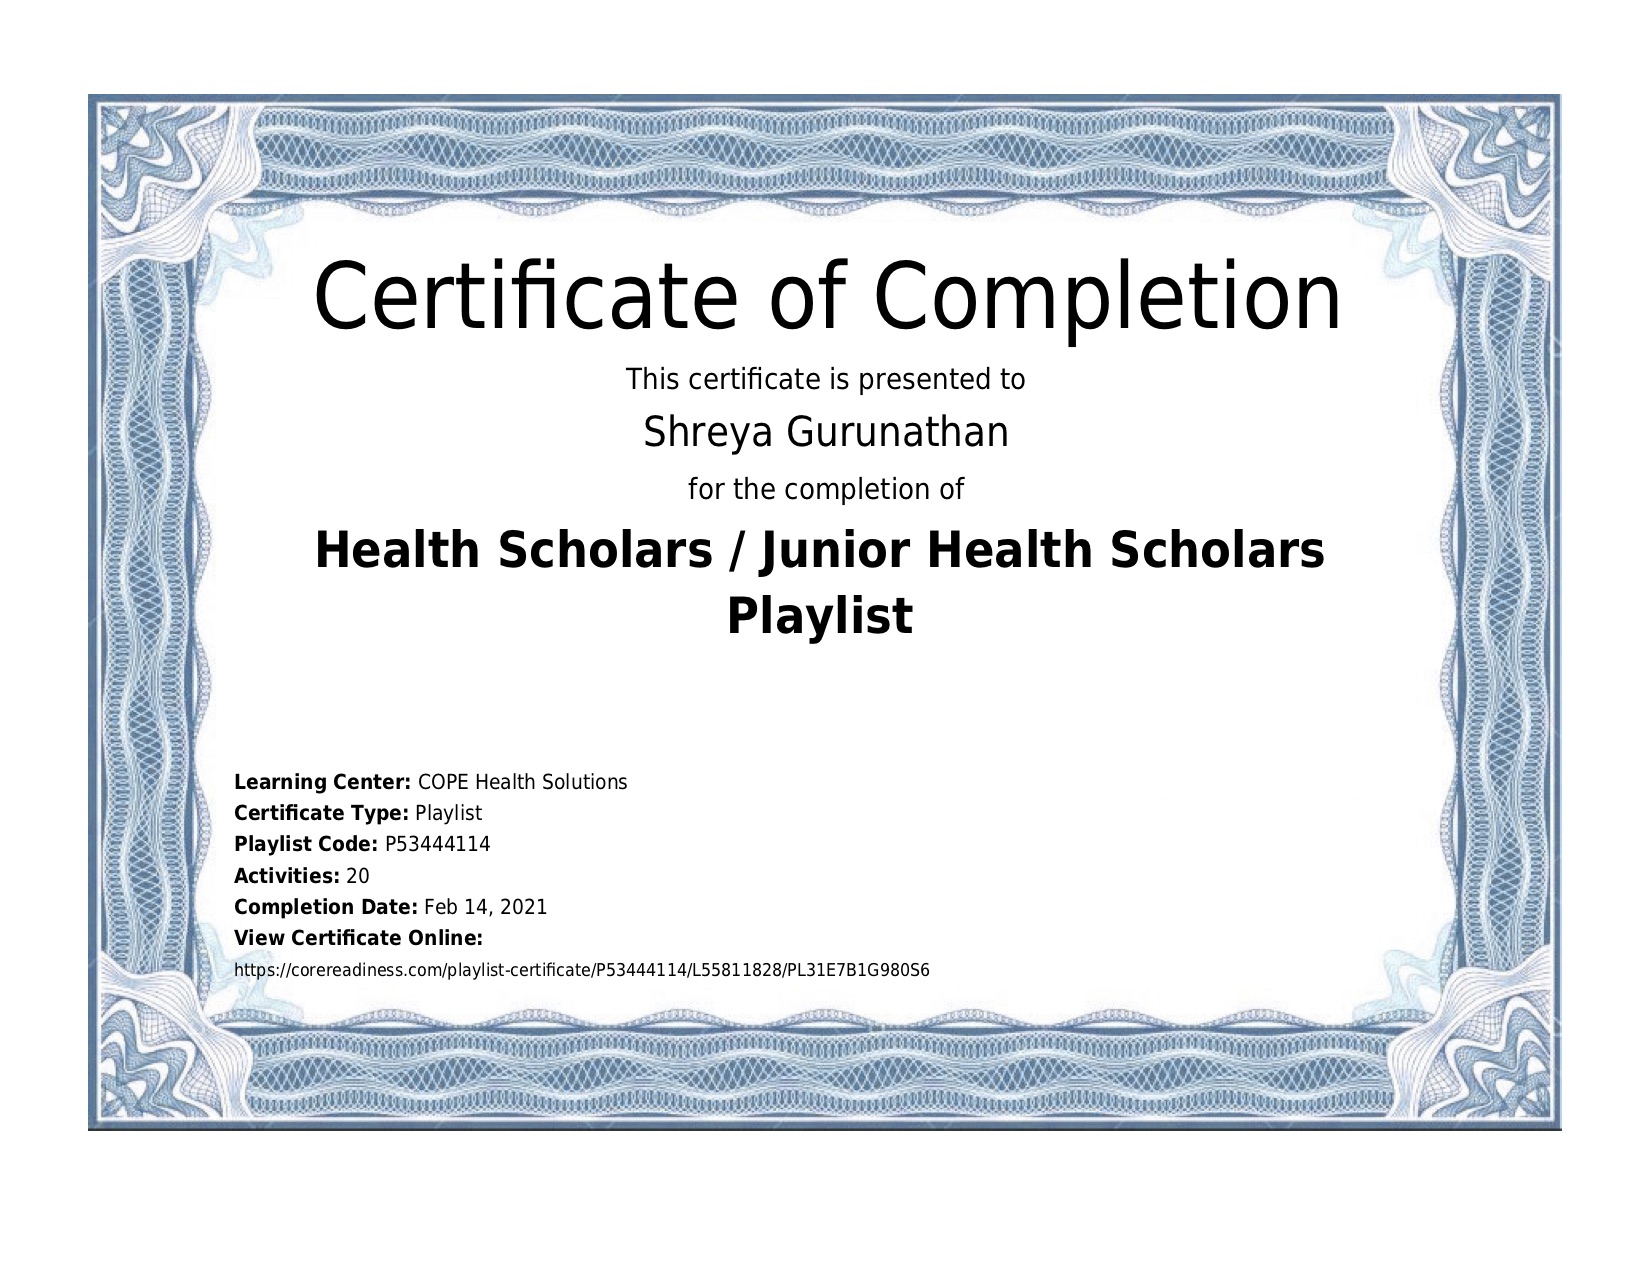 Certificate of Completion
This certificate is presented to
Shreya Gurunathan
for the completion of
Health Scholars / Junior Health Scholars
Playlist
Learning Center: COPE Health Solutions
Certificate Type: Playlist
Playlist Code: P53444114
Activities: 20
Completion Date: Feb 14, 2021
View Certificate Online:
https://corereadiness.com/playlist-certificate/P53444114/L55811828/PL31E7B1G980S6